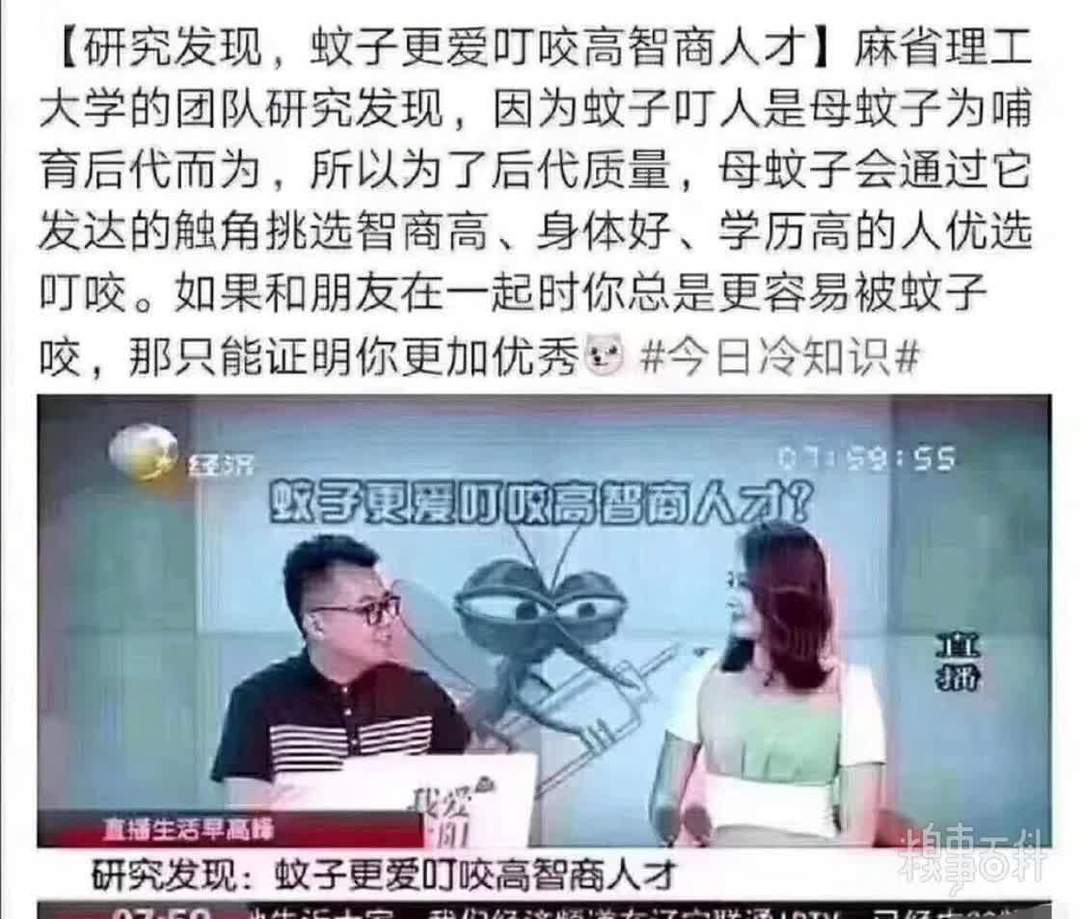 【研究发现，蚊子更爱叮咬高智商人才】麻省理工
大学的团队研究发现，因为蚊子叮人是母蚊子为哺
育后代而为，所以为了后代质量，母蚊子会通过它
发达的触角挑选智商高、身体好、学历高的人优选
叮咬。如果和朋友在一起时你总是更容易被蚊子
咬，那只能证明你更加优秀 #今日冷知识#
经济
07:59:55
蚊子更爱叮咬高智商人才?
直播
我爱
直播生活早高峰
研究发现：蚊子更爱叮咬高智商人才
糗事百科
07:59